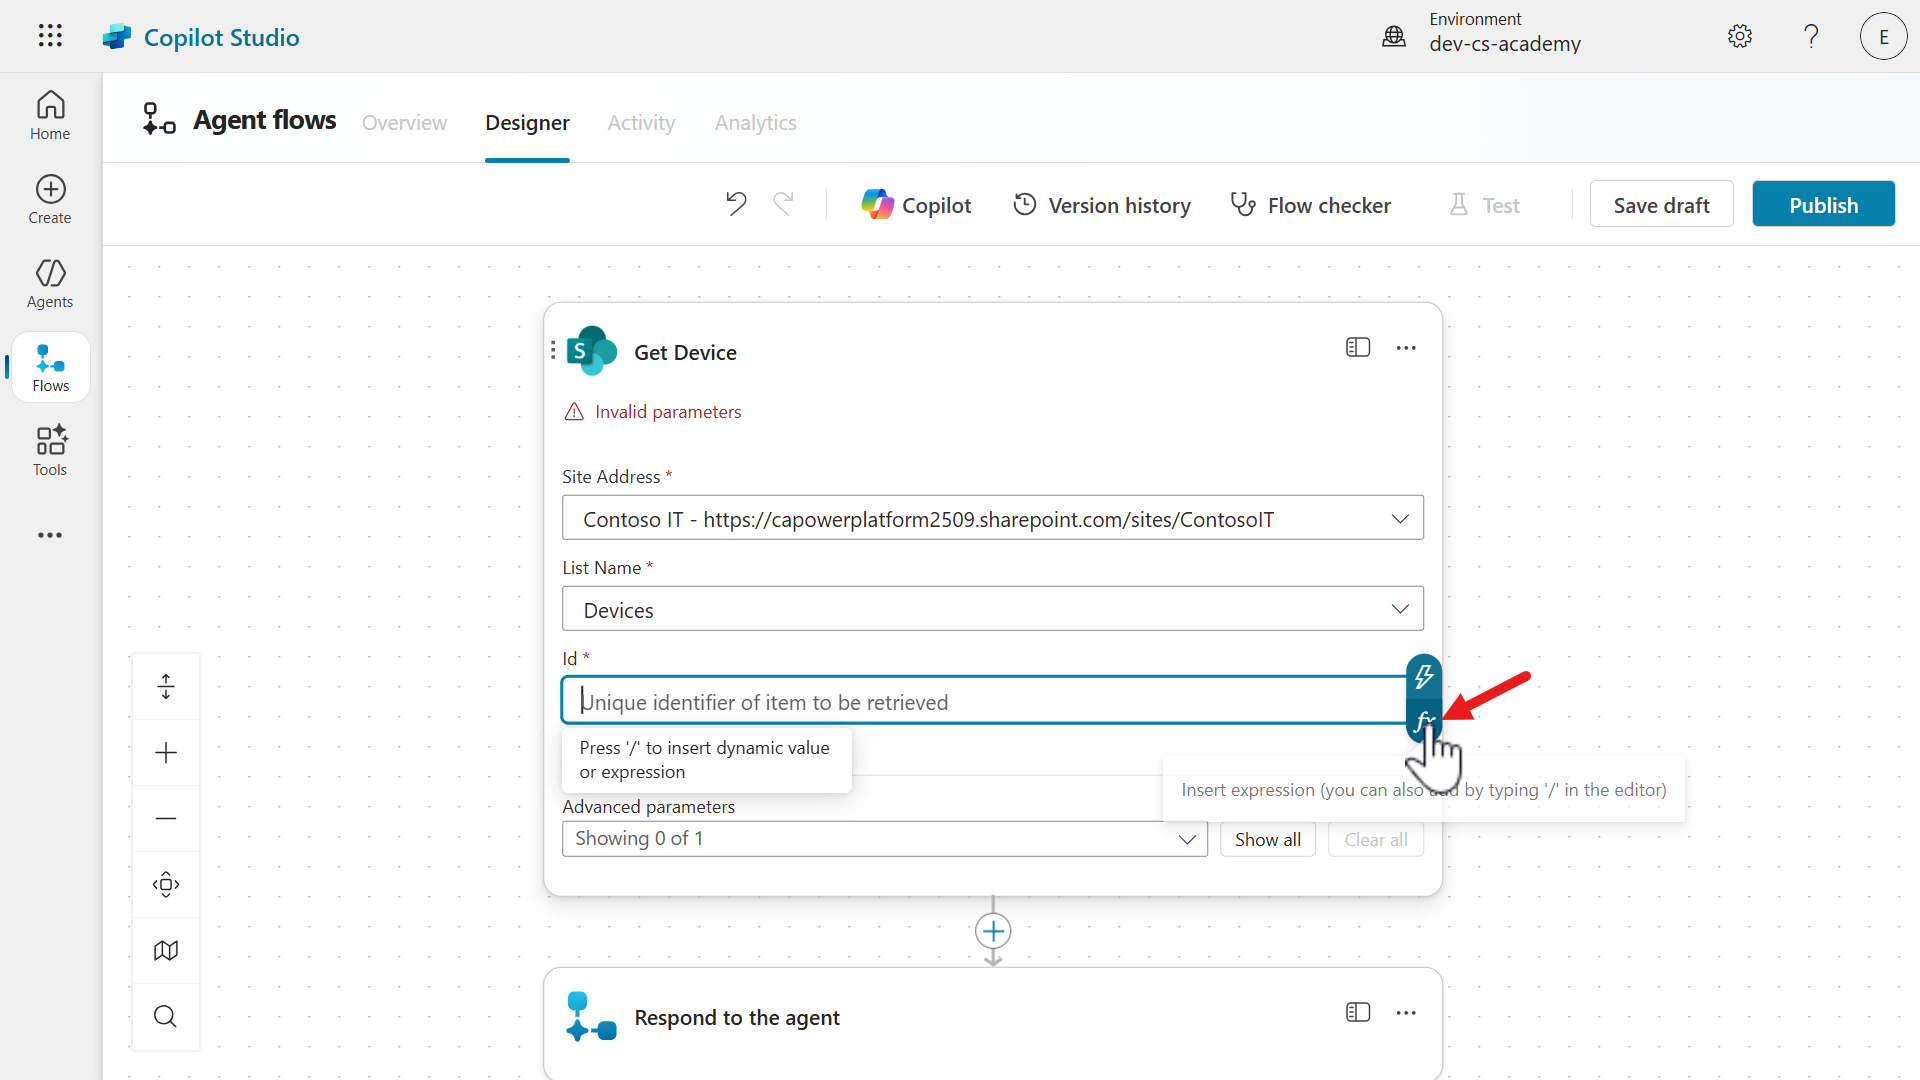 Copilot Studio
Environment
dev-cs-academy
E
Home
Create
Agents
Flows
Tools
Agent flows
Overview
Designer
Activity
Analytics
Copilot
Version history
Flow checker
Test
Save draft
Publish
S
Get Device
Invalid parameters
Site Address *
Contoso IT - https://capowerplatform2509.sharepoint.com/sites/ContosoIT
List Name *
Devices
Id *
Unique identifier of item to be retrieved
fx
Press '/' to insert dynamic value
or expression
Insert expression (you can also add by typing '/' in the editor)
Advanced parameters
Showing 0 of 1
Show all
Clear all
Respond to the agent